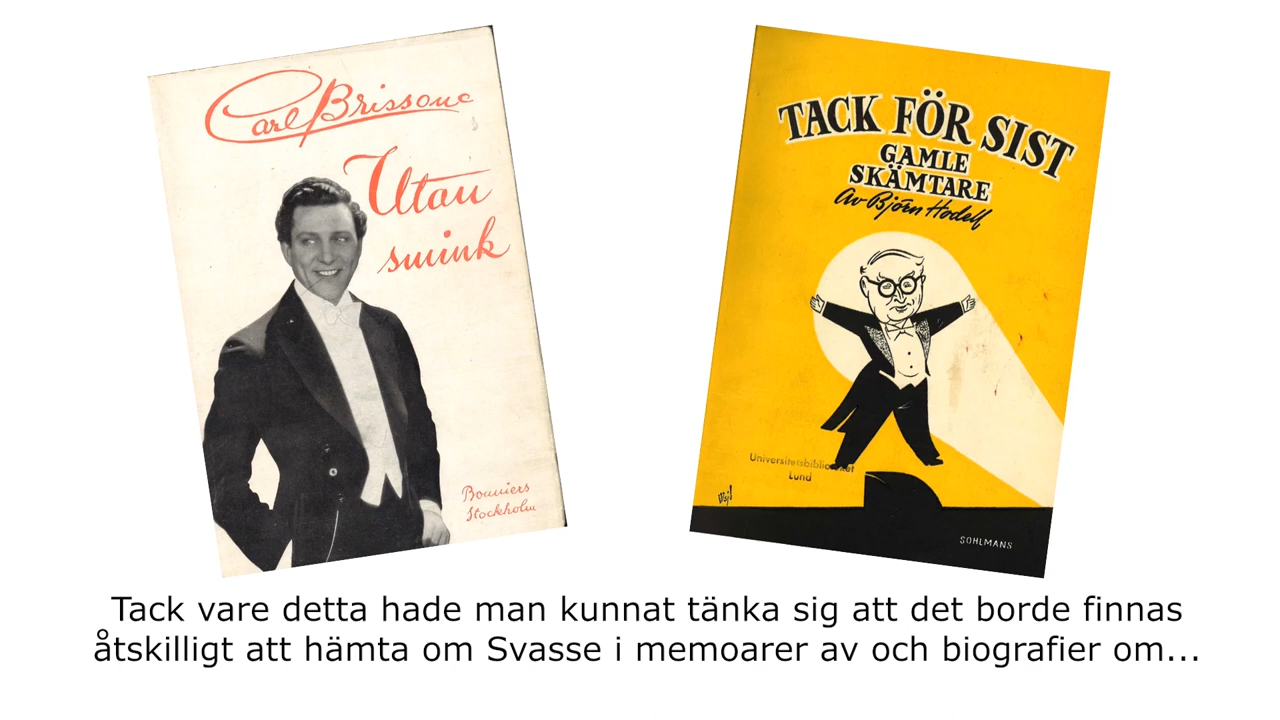 Carl Brisson
Utan
smink
Bonniers
Stockholm
TACK FÖR SIST
GAMLE
SKÄMTARE
Av Björn Hodell
Universitetsbiblioteket
Lund
SOHLMANS
Tack vare detta hade man kunnat tänka sig att det borde finnas
åtskilligt att hämta om Svasse i memoarer av och biografier om...